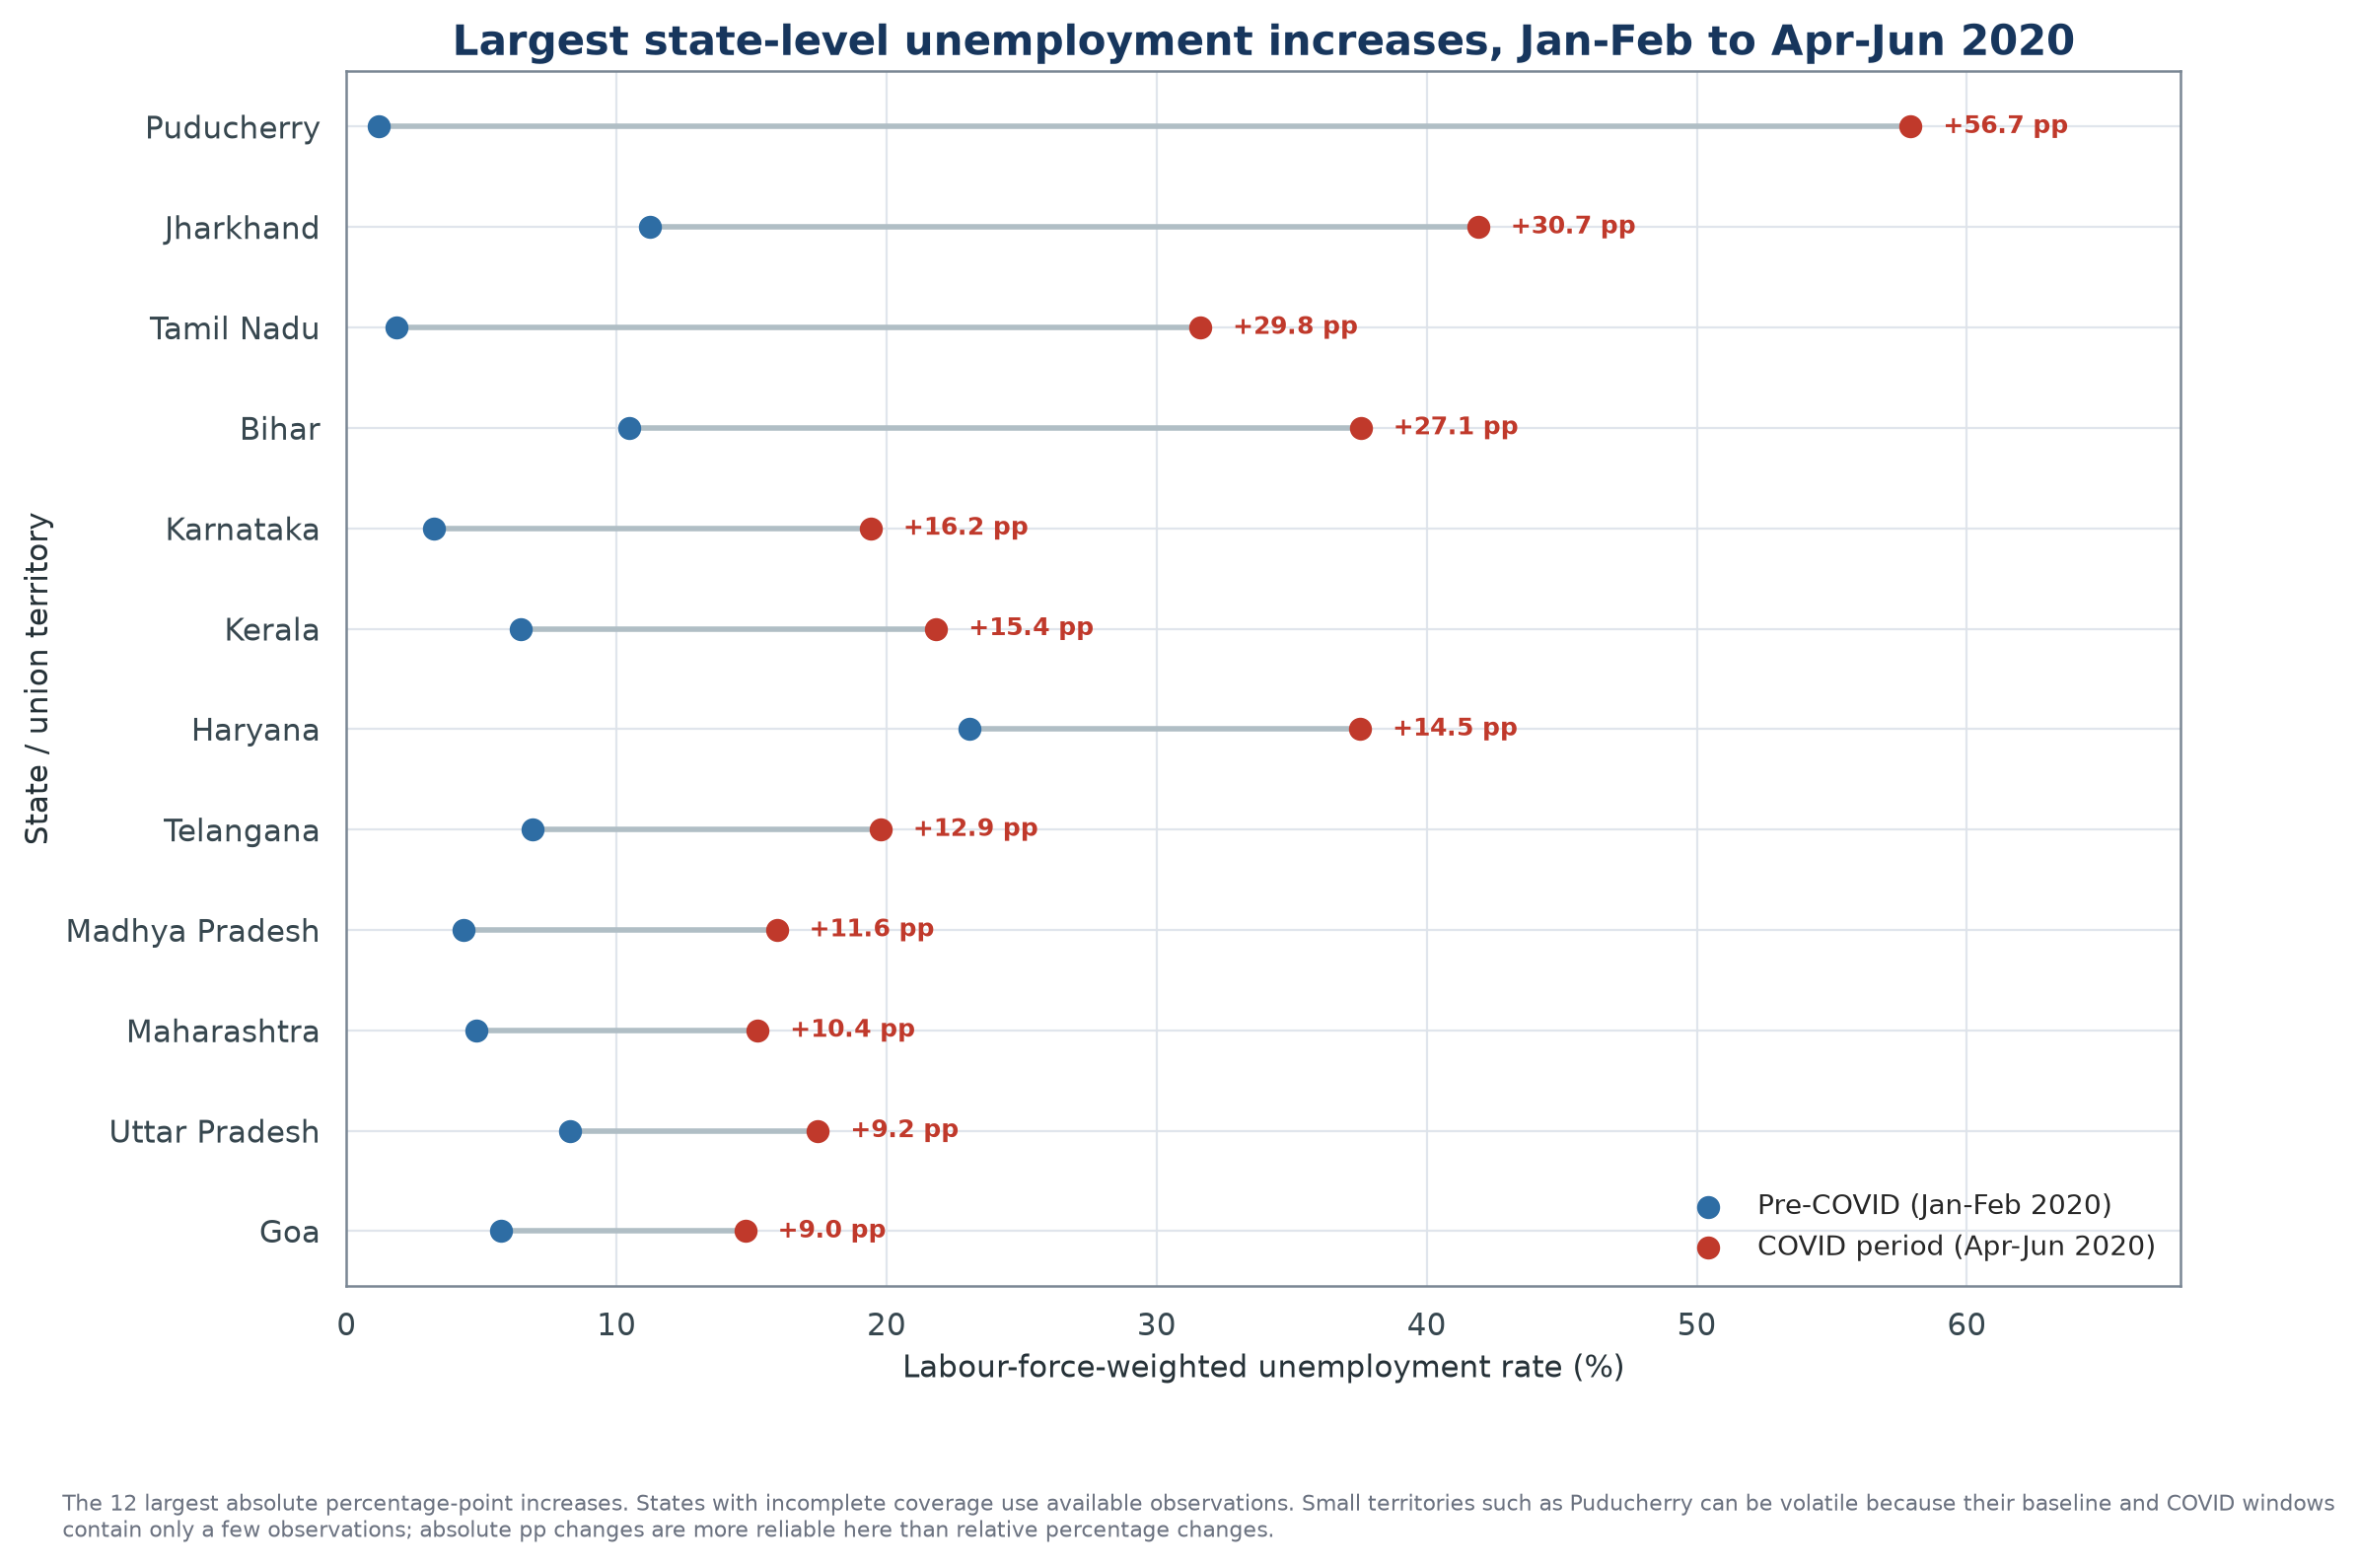 Largest state-level unemployment increases, Jan-Feb to Apr-Jun 2020
State / union territory
Puducherry
+56.7 pp
Jharkhand
+30.7 pp
Tamil Nadu
+29.8 pp
Bihar
+27.1 pp
Karnataka
+16.2 pp
Kerala
+15.4 pp
Haryana
+14.5 pp
Telangana
+12.9 pp
Madhya Pradesh
+11.6 pp
Maharashtra
+10.4 pp
Uttar Pradesh
+9.2 pp
Goa
+9.0 pp
Pre-COVID (Jan-Feb 2020)
COVID period (Apr-Jun 2020)
0 10 20 30 40 50 60
Labour-force-weighted unemployment rate (%)
The 12 largest absolute percentage-point increases. States with incomplete coverage use available observations. Small territories such as Puducherry can be volatile because their baseline and COVID windows
contain only a few observations; absolute pp changes are more reliable here than relative percentage changes.